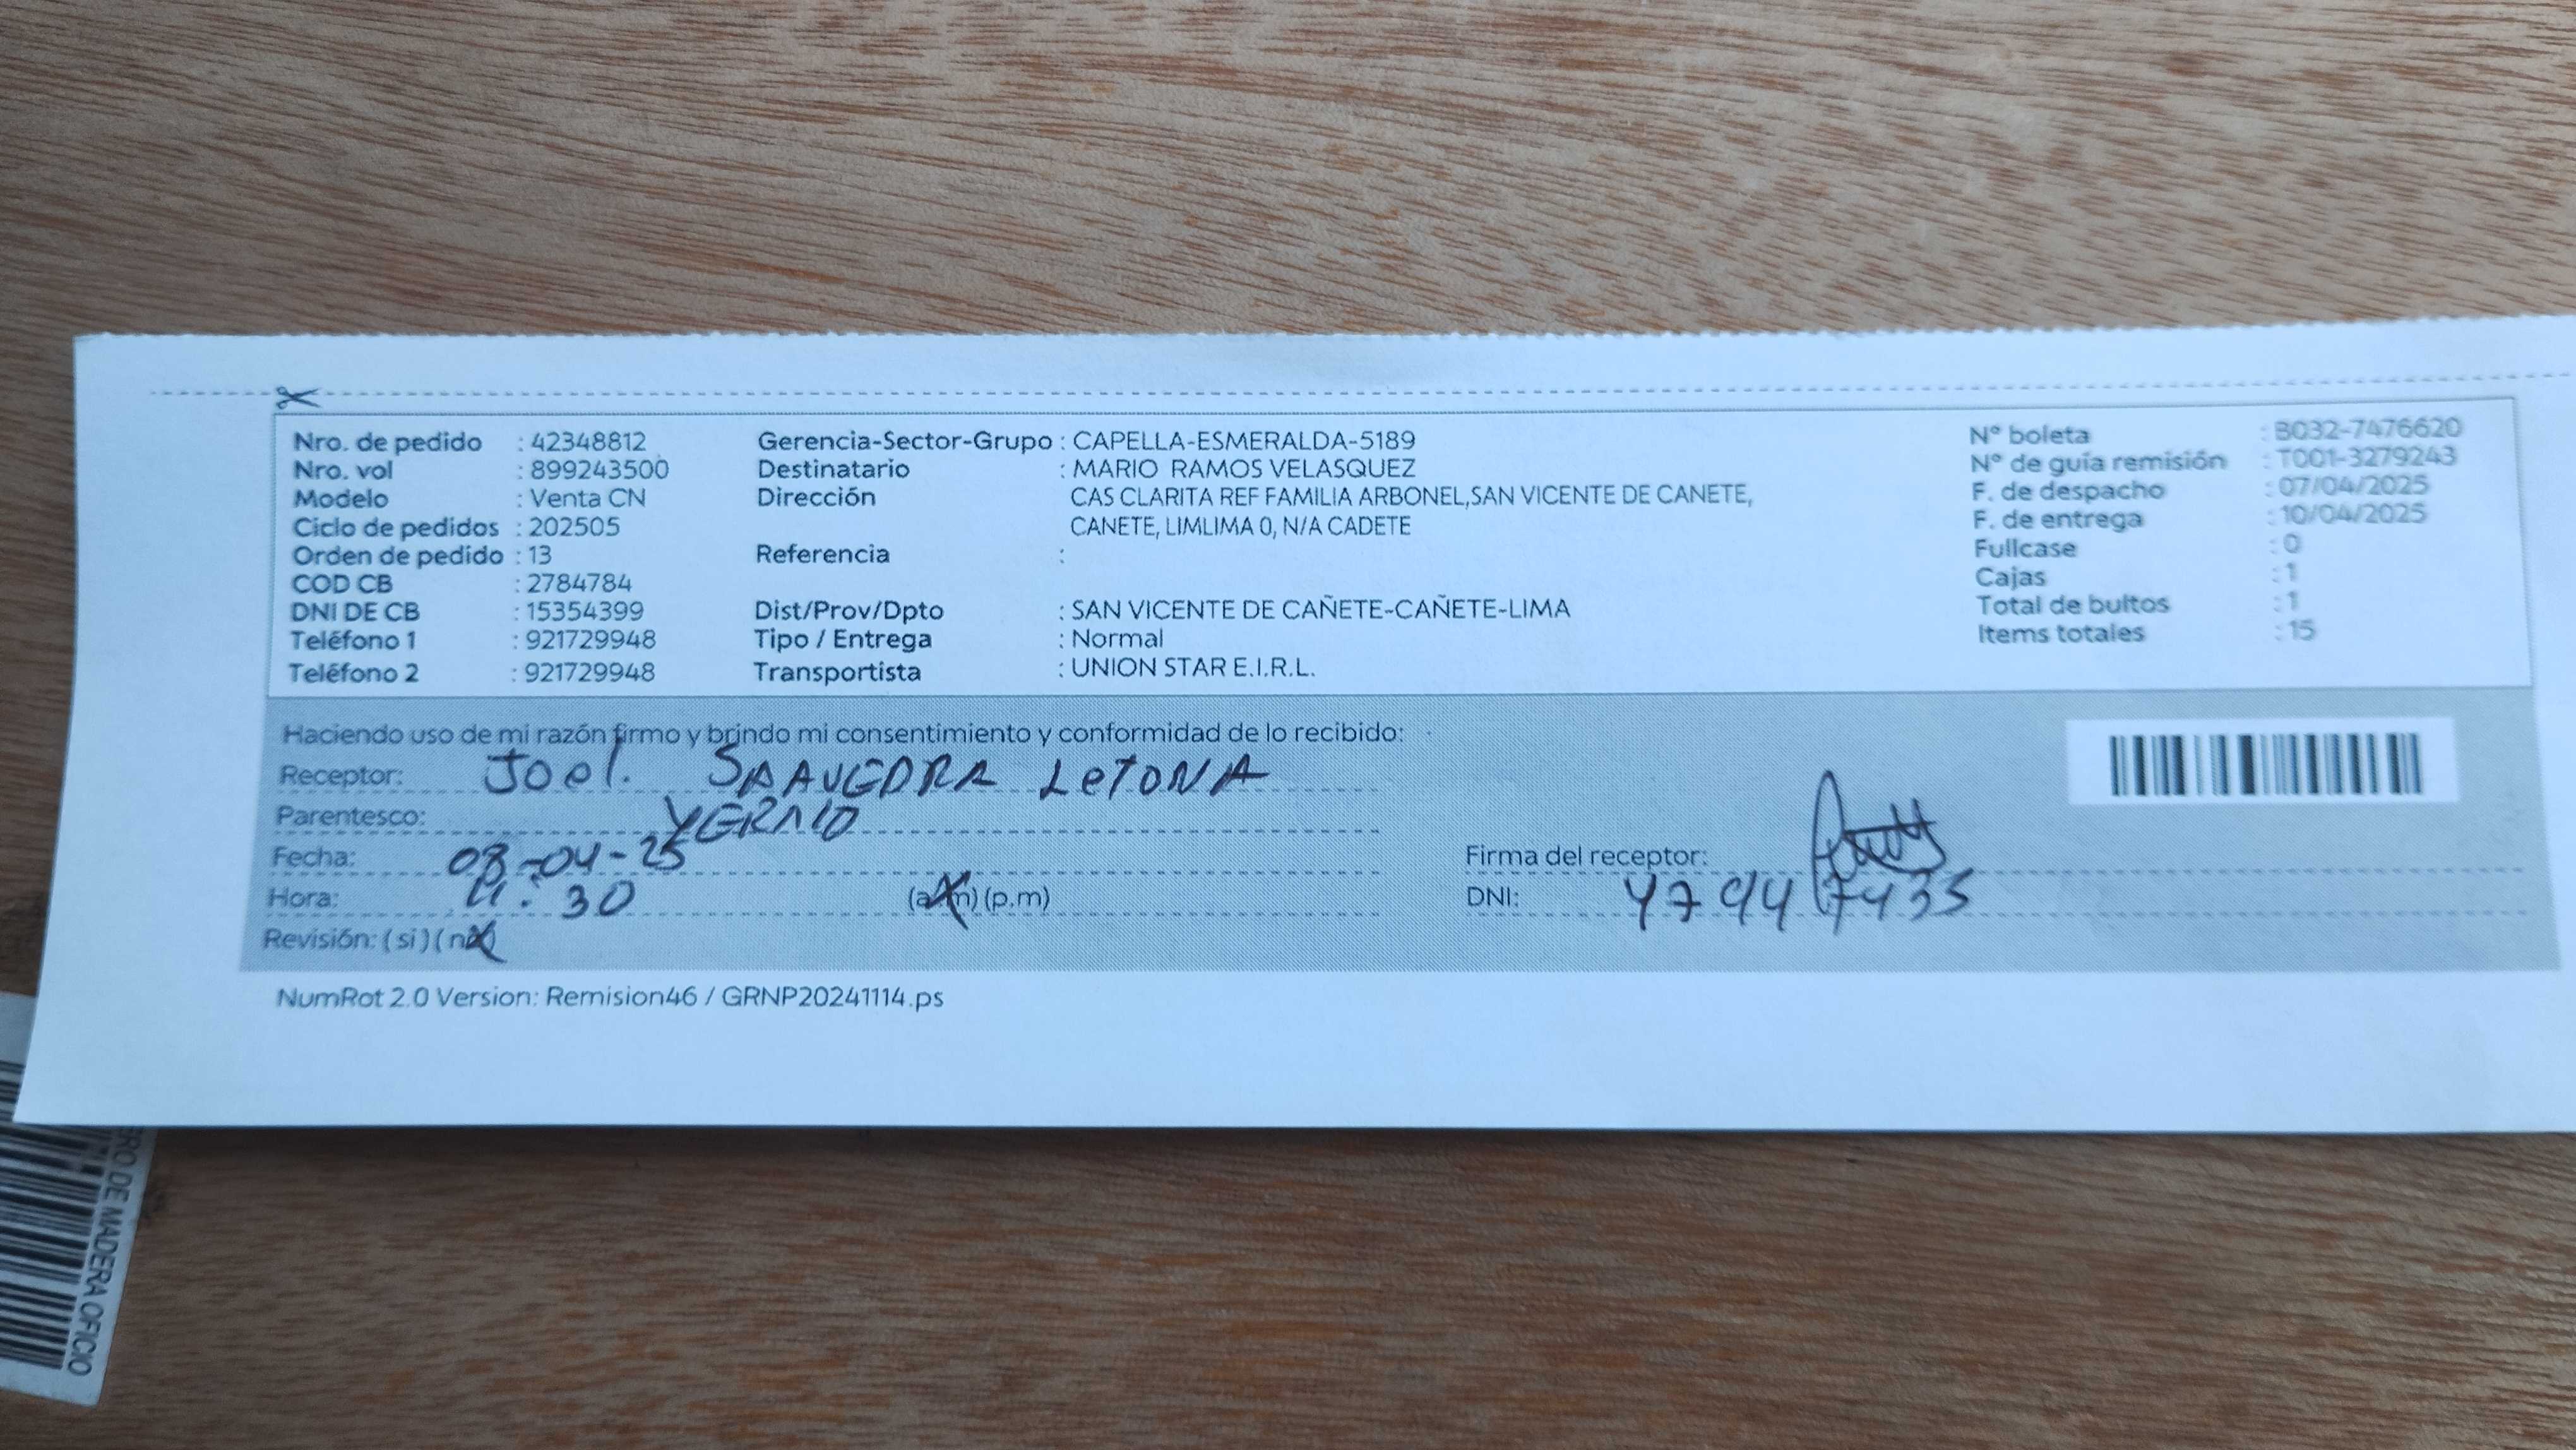 Nro. de pedido : 42348812
Nro. vol : 899243500
Modelo : Venta CN
Ciclo de pedidos : 202505
Orden de pedido : 13
COD CB : 2784784
DNI DE CB : 15354399
Teléfono 1 : 921729948
Teléfono 2 : 921729948
Gerencia-Sector-Grupo : CAPELLA-ESMERALDA-5189
Destinatario : MARIO RAMOS VELASQUEZ
Dirección CAS CLARITA REF FAMILIA ARBONEL,SAN VICENTE DE CANETE,
CANETE, LIMLIMA 0, N/A CADETE
Referencia :
Dist/Prov/Dpto : SAN VICENTE DE CAÑETE-CAÑETE-LIMA
Tipo / Entrega : Normal
Transportista : UNION STAR E.I.R.L.
N° boleta : B032-7476620
N° de guía remisión : T001-3279243
F. de despacho : 07/04/2025
F. de entrega : 10/04/2025
Fullcase : 0
Cajas : 1
Total de bultos : 1
Items totales : 15
Haciendo uso de mi razón firmo y brindo mi consentimiento y conformidad de lo recibido:
Receptor: Joel. SAAVEDRA LeTONA
Parentesco: YERNO
Fecha: 08-04-25
Hora: 11:30 (a.m) (p.m)
Revisión: (si) (no)
Firma del receptor:
DNI: 47947435
NumRot 2.0 Version: Remision46 / GRNP20241114.ps
DE MADERA OFICIO